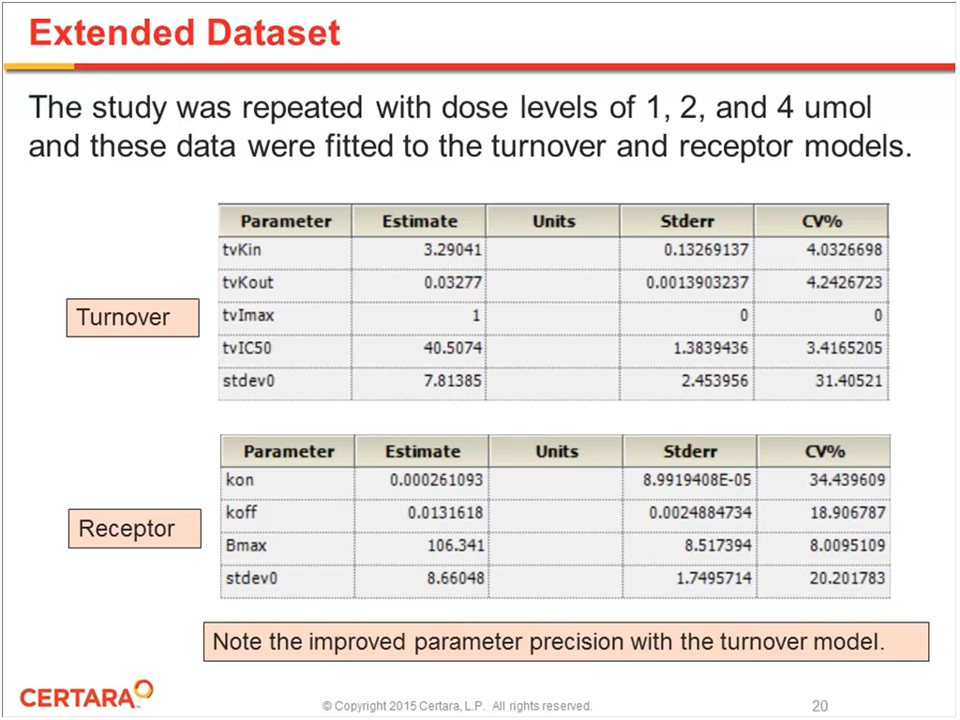 Extended Dataset
The study was repeated with dose levels of 1, 2, and 4 umol
and these data were fitted to the turnover and receptor models.
Parameter Estimate Units Stderr CV%
tvKin 3.29041 0.13269137 4.0326698
tvKout 0.03277 0.0013903237 4.2426723
Turnover
tvImax 1 0 0
tvIC50 40.5074 1.3839436 3.4165205
stdev0 7.81385 2.453956 31.40521
Parameter Estimate Units Stderr CV%
kon 0.000261093 8.9919408E-05 34.439609
koff 0.0131618 0.0024884734 18.906787
Receptor
Bmax 106.341 8.517394 8.0095109
stdev0 8.66048 1.7495714 20.201783
Note the improved parameter precision with the turnover model.
CERTARA
© Copyright 2015 Certara, L.P. All rights reserved.
20